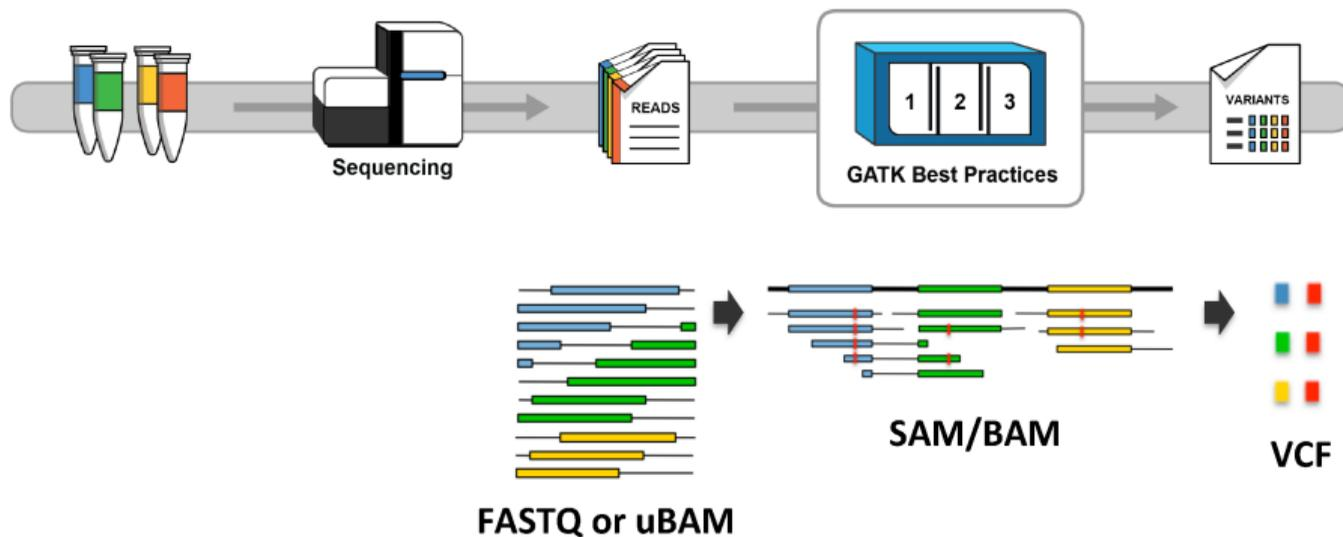 READS
VARIANTS
1 2 3
Sequencing
GATK Best Practices
SAM/BAM
VCF
FASTQ or uBAM